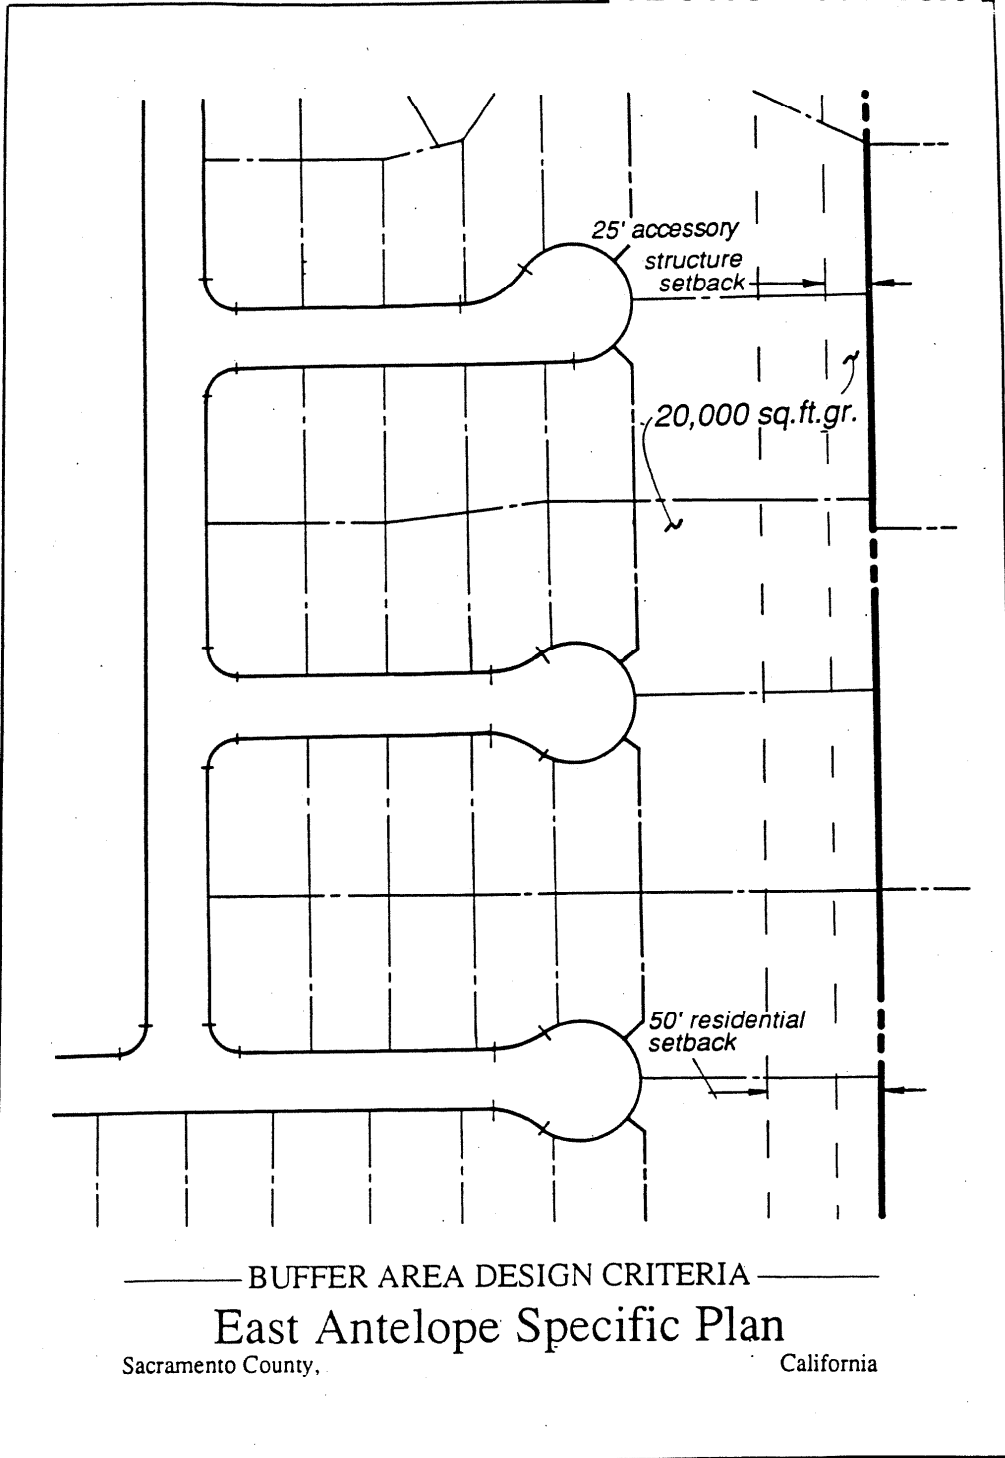 25' accessory
structure
setback
20,000 sq.ft.gr.
50' residential
setback
BUFFER AREA DESIGN CRITERIA
East Antelope Specific Plan
Sacramento County,
California